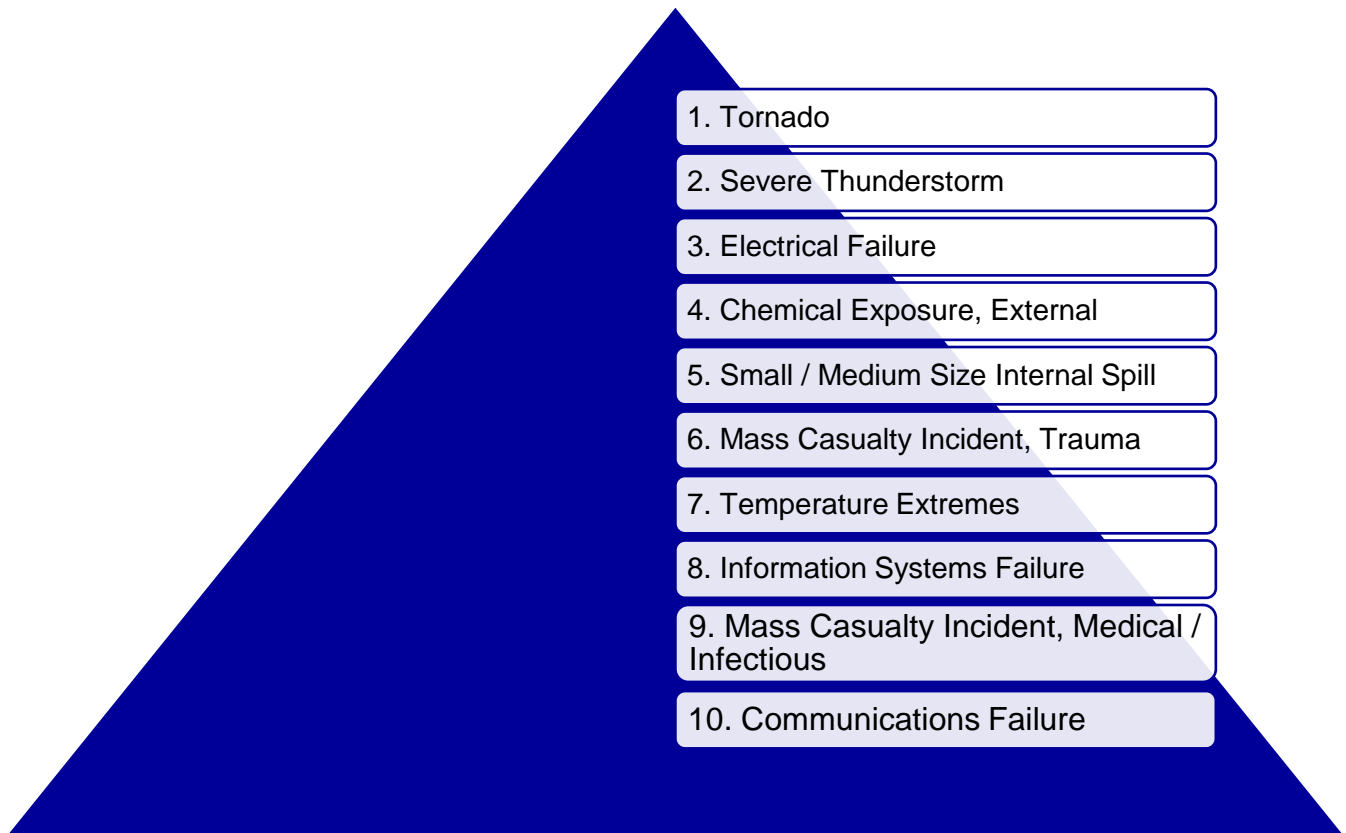 1. Tornado
2. Severe Thunderstorm
3. Electrical Failure
4. Chemical Exposure, External
5. Small / Medium Size Internal Spill
6. Mass Casualty Incident, Trauma
7. Temperature Extremes
8. Information Systems Failure
9. Mass Casualty Incident, Medical /
Infectious
10. Communications Failure